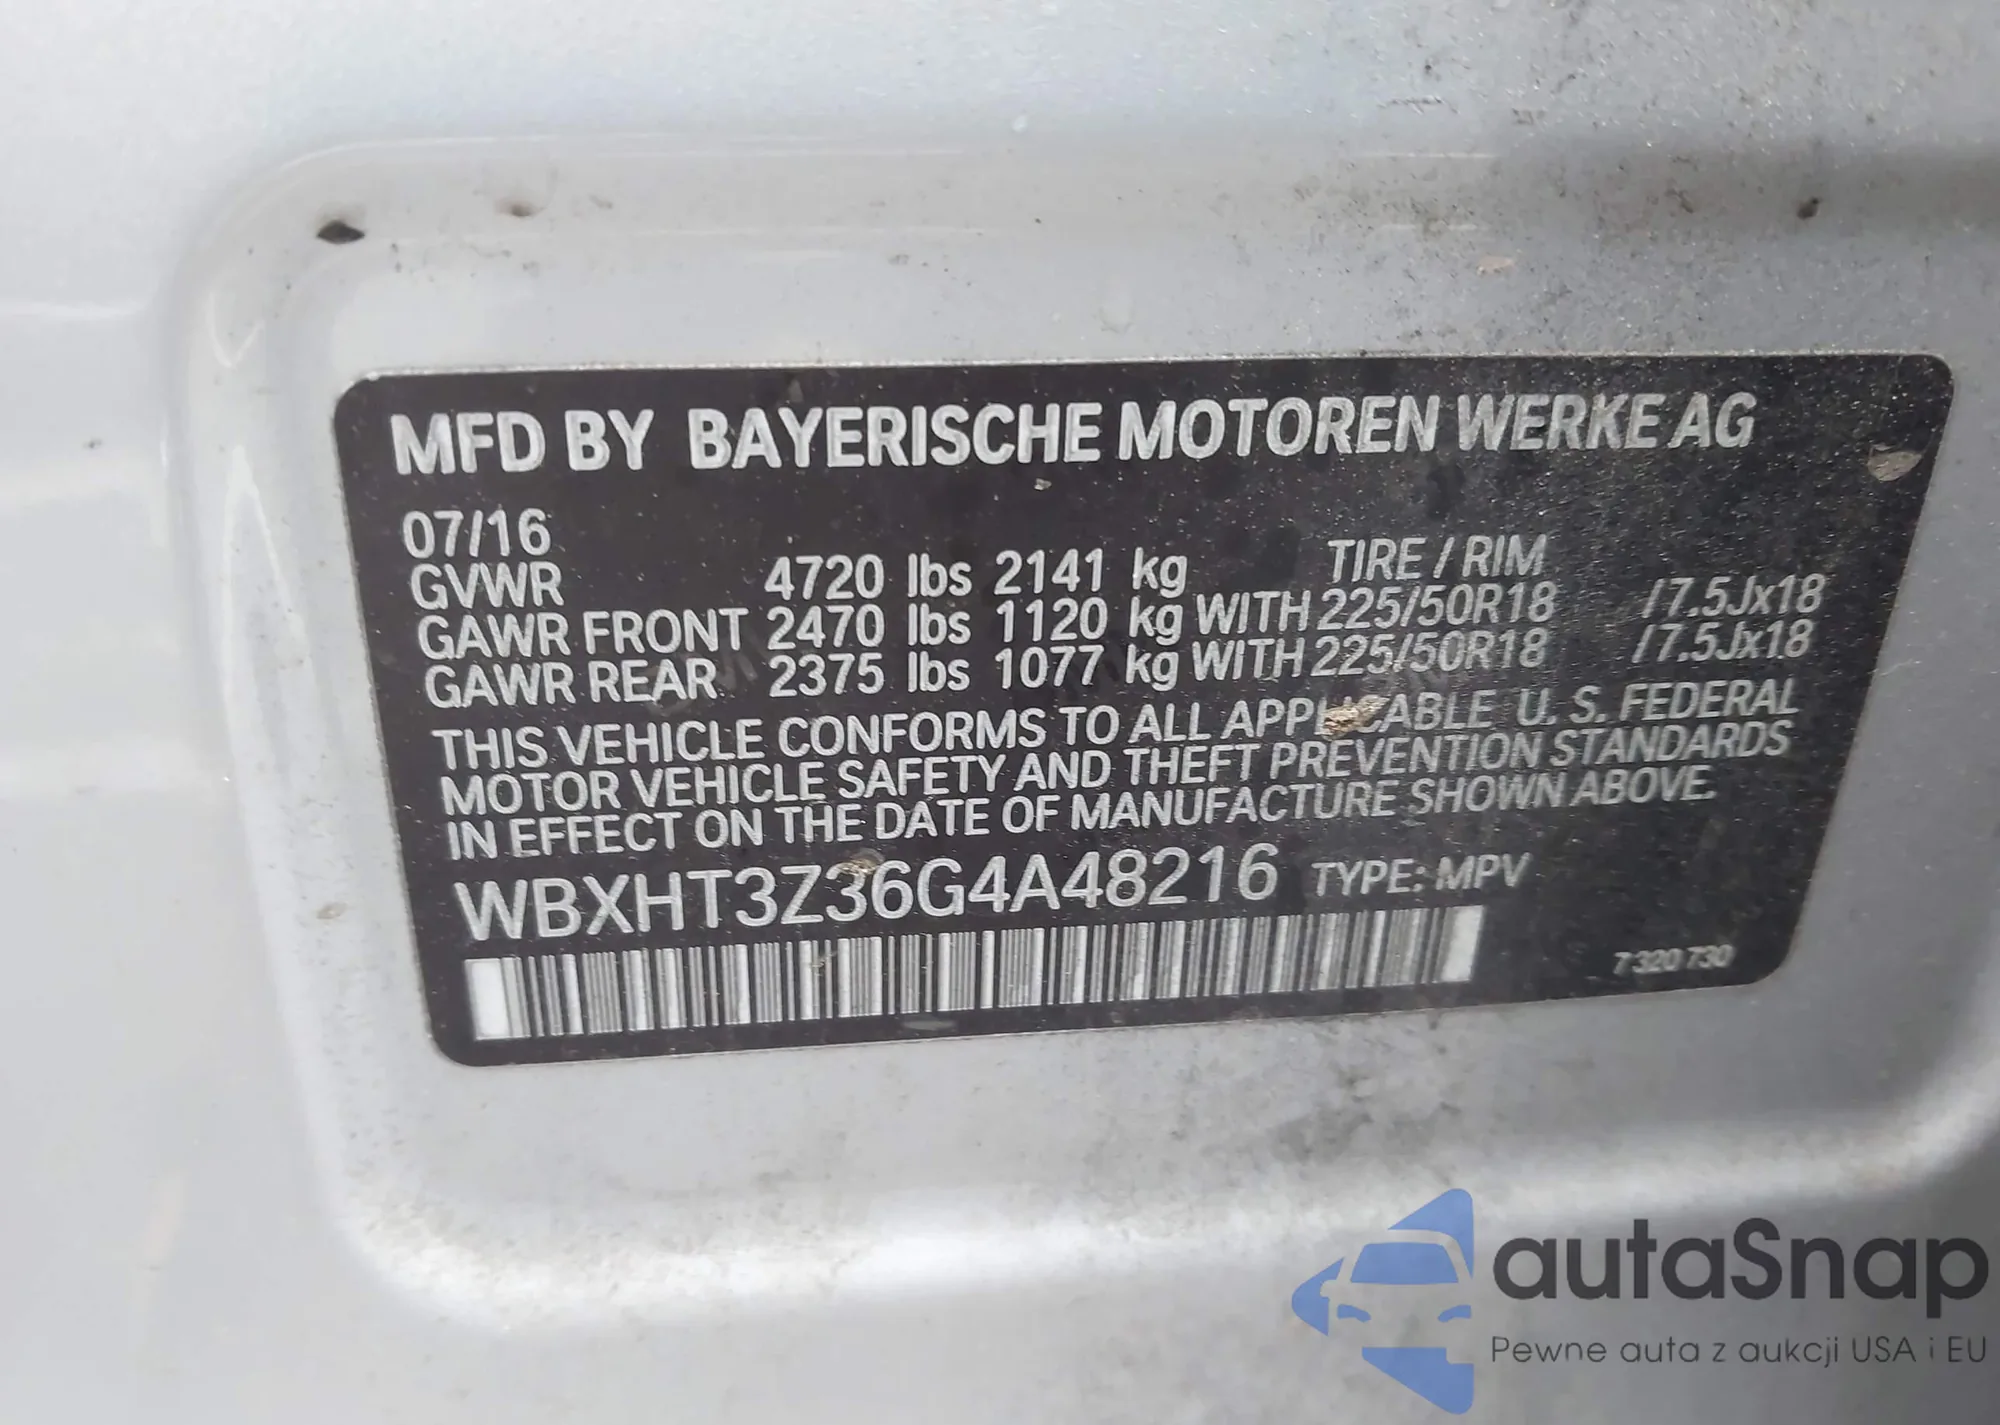 MFD BY BAYERISCHE MOTOREN WERKE AG
07/16 TIRE / RIM
GVWR 4720 lbs 2141 kg
GAWR FRONT 2470 lbs 1120 kg WITH 225/50R18 /7.5Jx18
GAWR REAR 2375 lbs 1077 kg WITH 225/50R18 /7.5Jx18
THIS VEHICLE CONFORMS TO ALL APPLICABLE U. S. FEDERAL
MOTOR VEHICLE SAFETY AND THEFT PREVENTION STANDARDS
IN EFFECT ON THE DATE OF MANUFACTURE SHOWN ABOVE.
WBXHT3Z36G4A48216 TYPE: MPV
7 320 730
autaSnap
Pewne auta z aukcji USA i EU